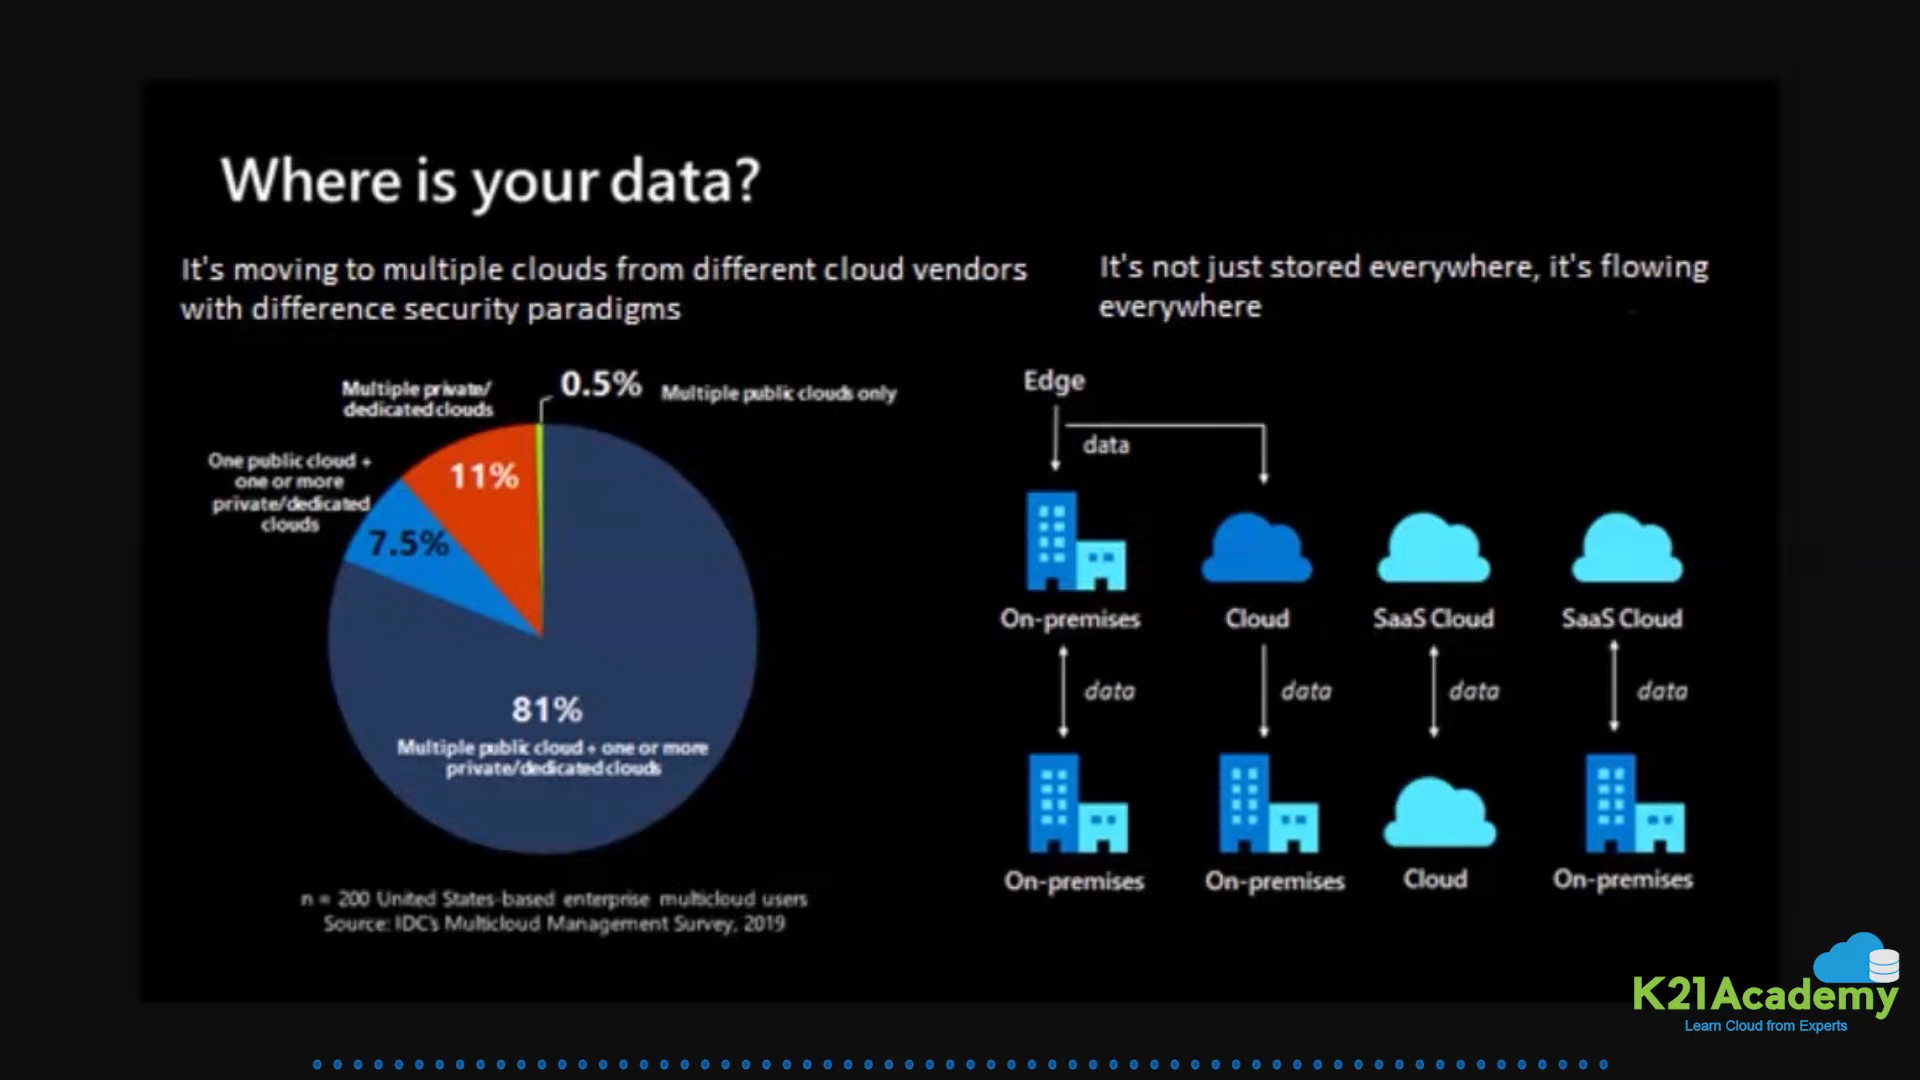 Where is your data?
It's moving to multiple clouds from different cloud vendors
with difference security paradigms
Multiple private/
dedicated clouds
0.5%
Multiple public clouds only
One public cloud +
one or more
private/dedicated
clouds
11%
7.5%
81%
Multiple public cloud + one or more
private/dedicated clouds
n = 200 United States-based enterprise multicloud users
Source: IDC's Multicloud Management Survey, 2019
It's not just stored everywhere, it's flowing
everywhere
Edge
data
On-premises
Cloud
SaaS Cloud
SaaS Cloud
data
data
data
data
On-premises
On-premises
Cloud
On-premises
K21Academy
Learn Cloud from Experts